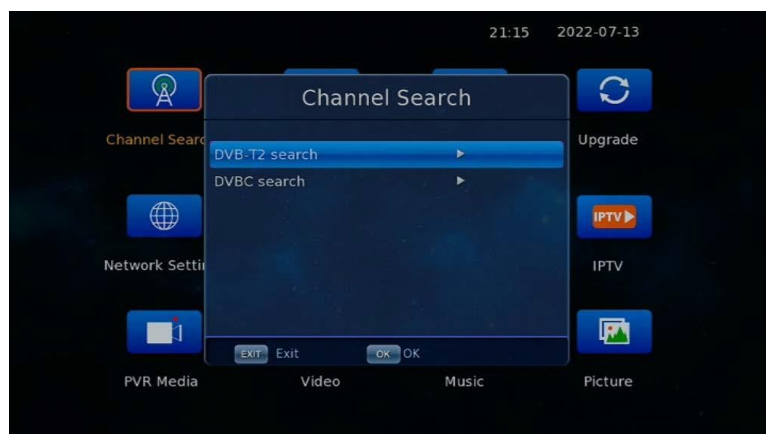 21:15 2022-07-13
Channel Search
Channel Searc
Upgrade
DVB-T2 search
DVBC search
IPTV
Network Settin
IPTV
EXIT Exit OK OK
PVR Media Video Music Picture